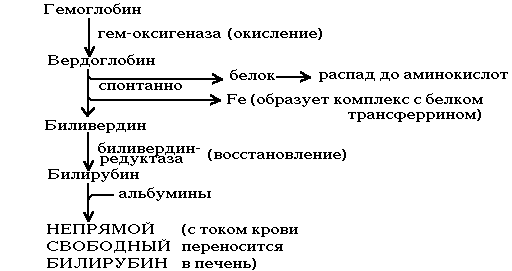 Гемоглобин
гем-оксигеназа (окисление)
Вердоглобин
белок распад до аминокислот
спонтанно
Fe (образует комплекс с белком
трансферрином)
Биливердин
биливердин-
редуктаза (восстановление)
Билирубин
альбумины
НЕПРЯМОЙ (с током крови
СВОБОДНЫЙ переносится
БИЛИРУБИН в печень)